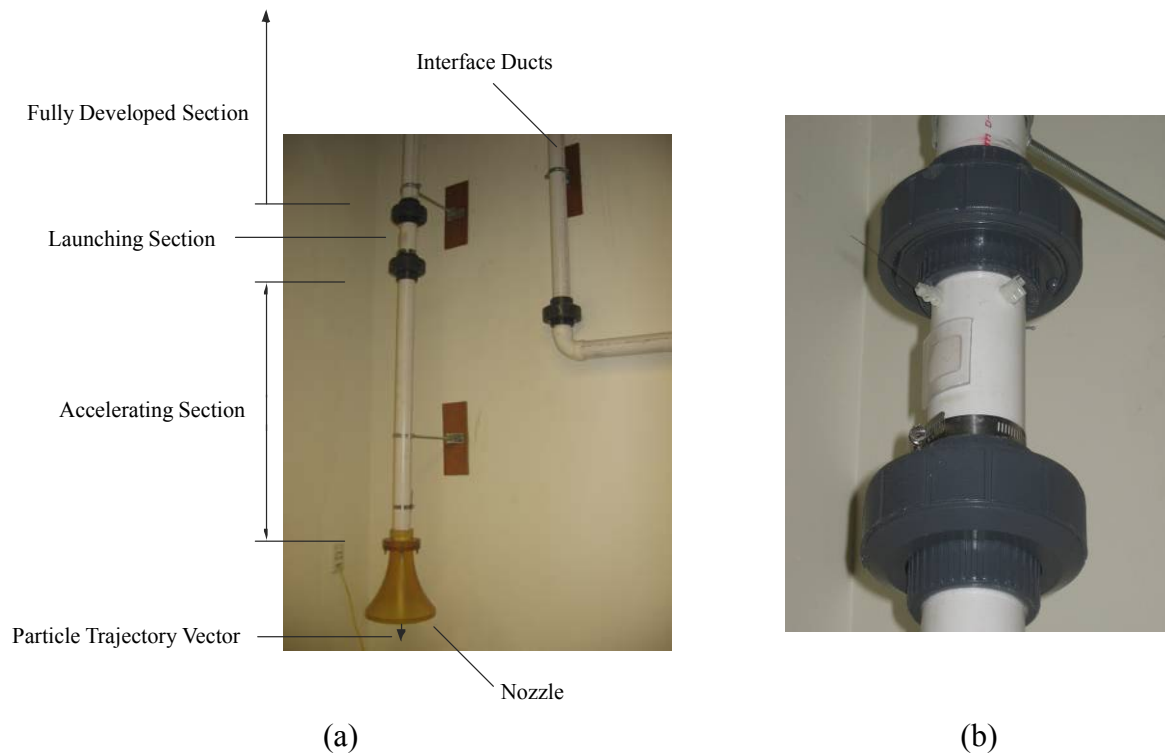 Interface Ducts
Fully Developed Section
Launching Section
Accelerating Section
Particle Trajectory Vector
Nozzle
(a)
(b)